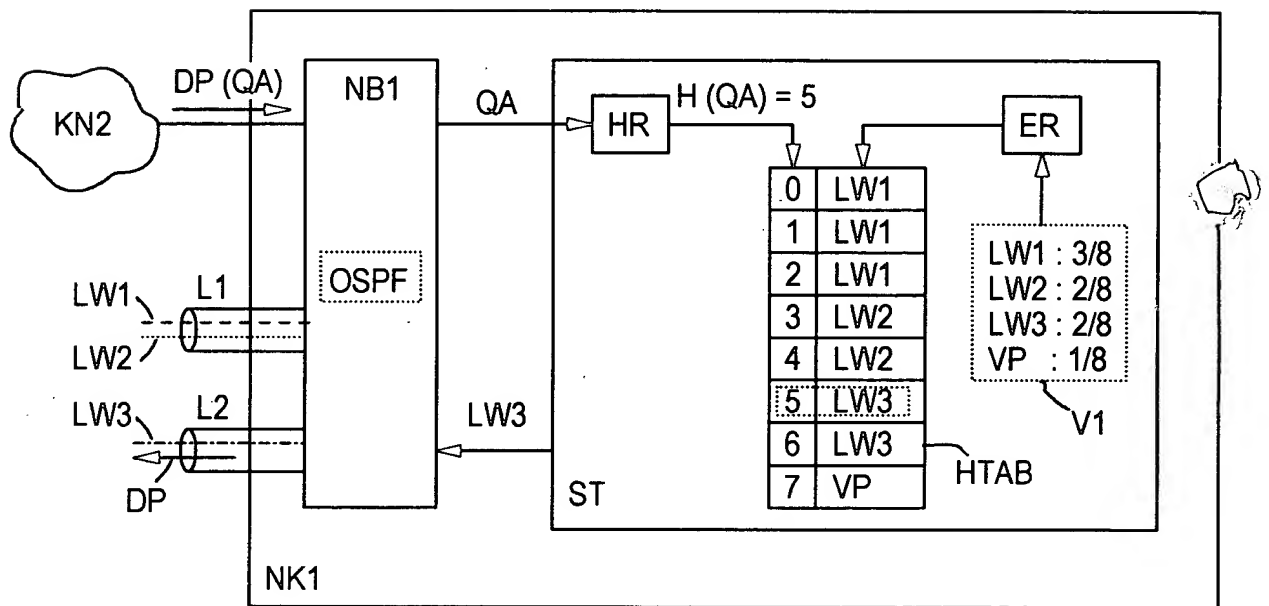 DP (QA)
KN2
NB1
QA
HR
H (QA) = 5
ER
0 LW1
1 LW1
2 LW1
3 LW2
4 LW2
5 LW3
6 LW3
7 VP
LW1 : 3/8
LW2 : 2/8
LW3 : 2/8
VP : 1/8
V1
HTAB
OSPF
LW1
L1
LW2
LW3
L2
DP
LW3
ST
NK1